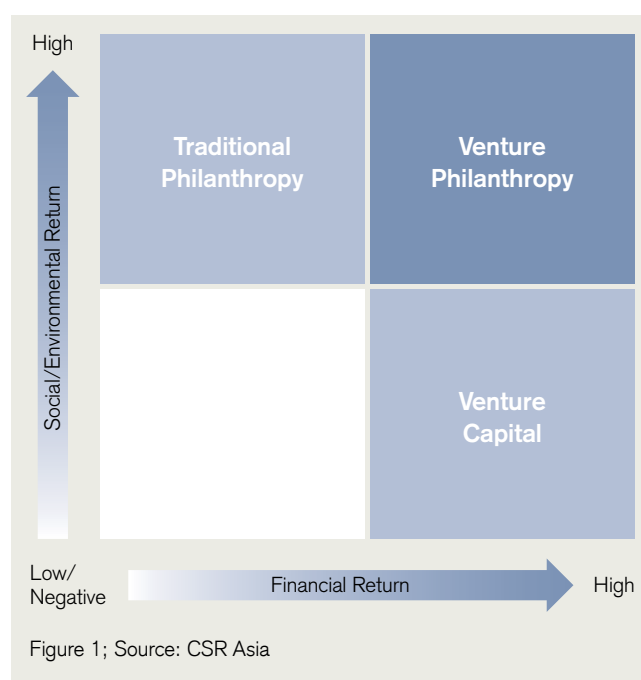 High
Traditional
Philanthropy
Venture
Philanthropy
Social/Environmental Return
Venture
Capital
Low/
Negative
Financial Return
High
Figure 1; Source: CSR Asia